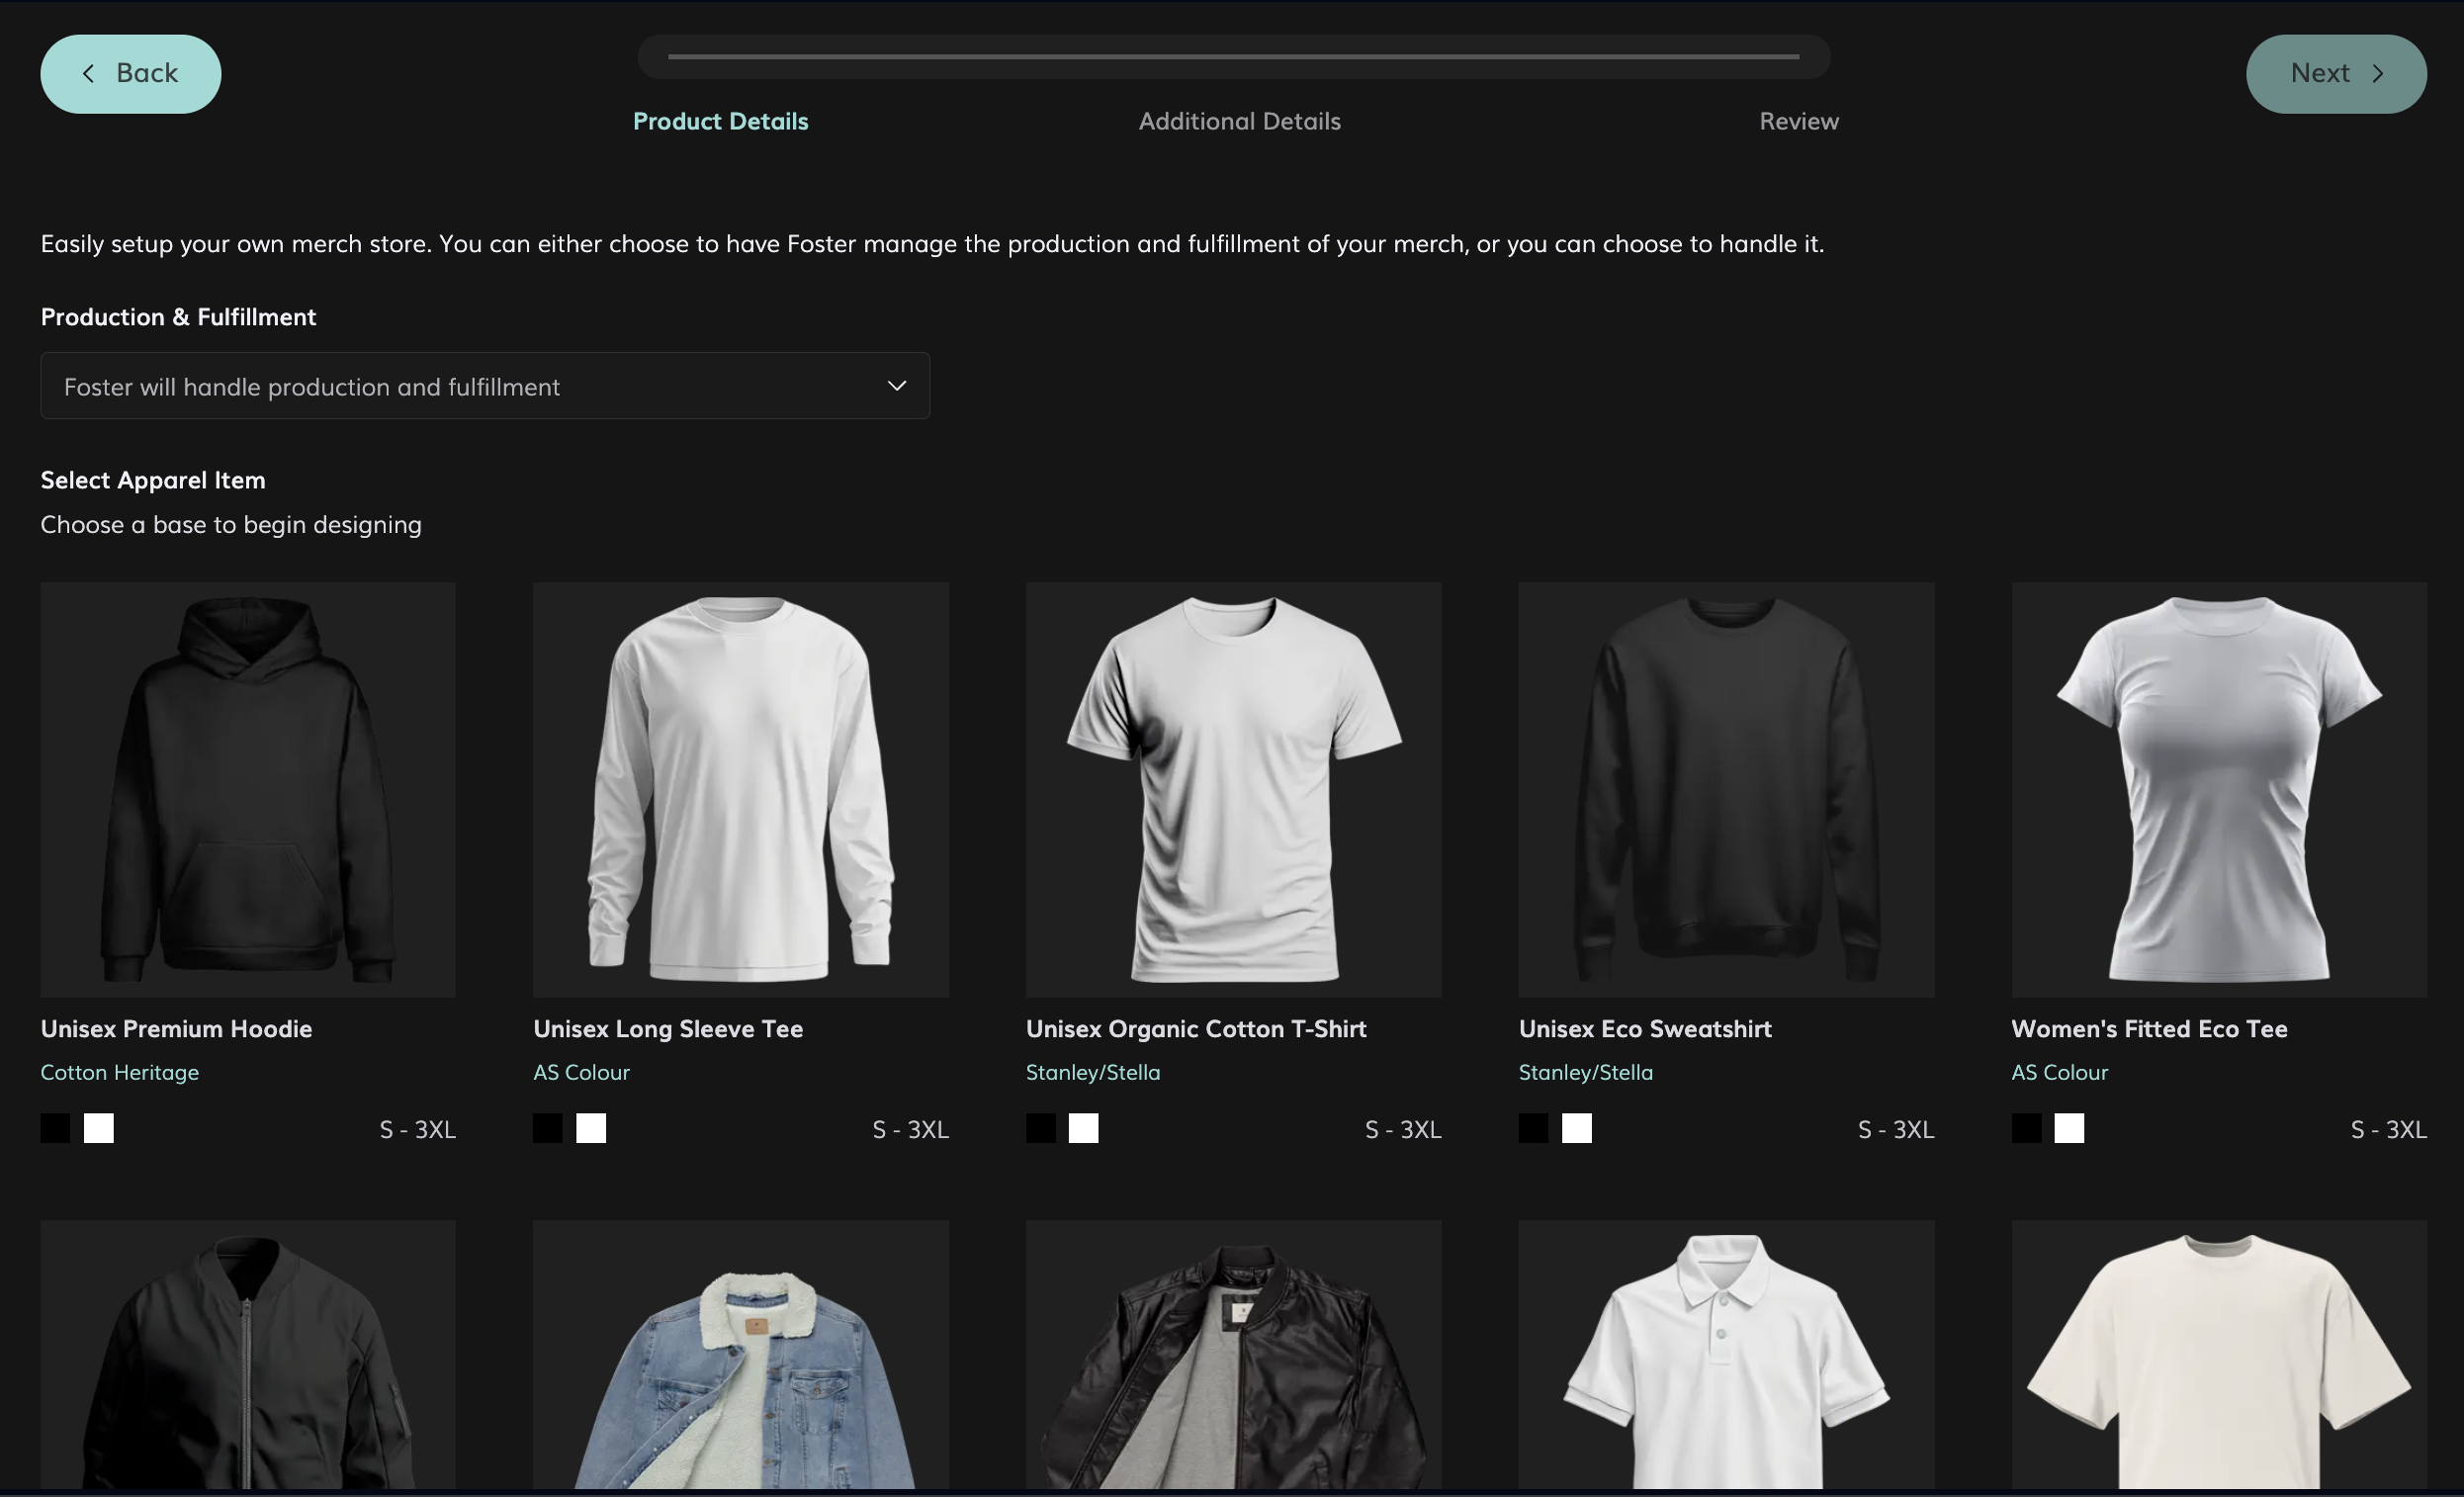 Back
Next
Product Details
Additional Details
Review
Easily setup your own merch store. You can either choose to have Foster manage the production and fulfillment of your merch, or you can choose to handle it.
Production & Fulfillment
Foster will handle production and fulfillment
Select Apparel Item
Choose a base to begin designing
Unisex Premium Hoodie
Cotton Heritage
S - 3XL
Unisex Long Sleeve Tee
AS Colour
S - 3XL
Unisex Organic Cotton T-Shirt
Stanley/Stella
S - 3XL
Unisex Eco Sweatshirt
Stanley/Stella
S - 3XL
Women's Fitted Eco Tee
AS Colour
S - 3XL